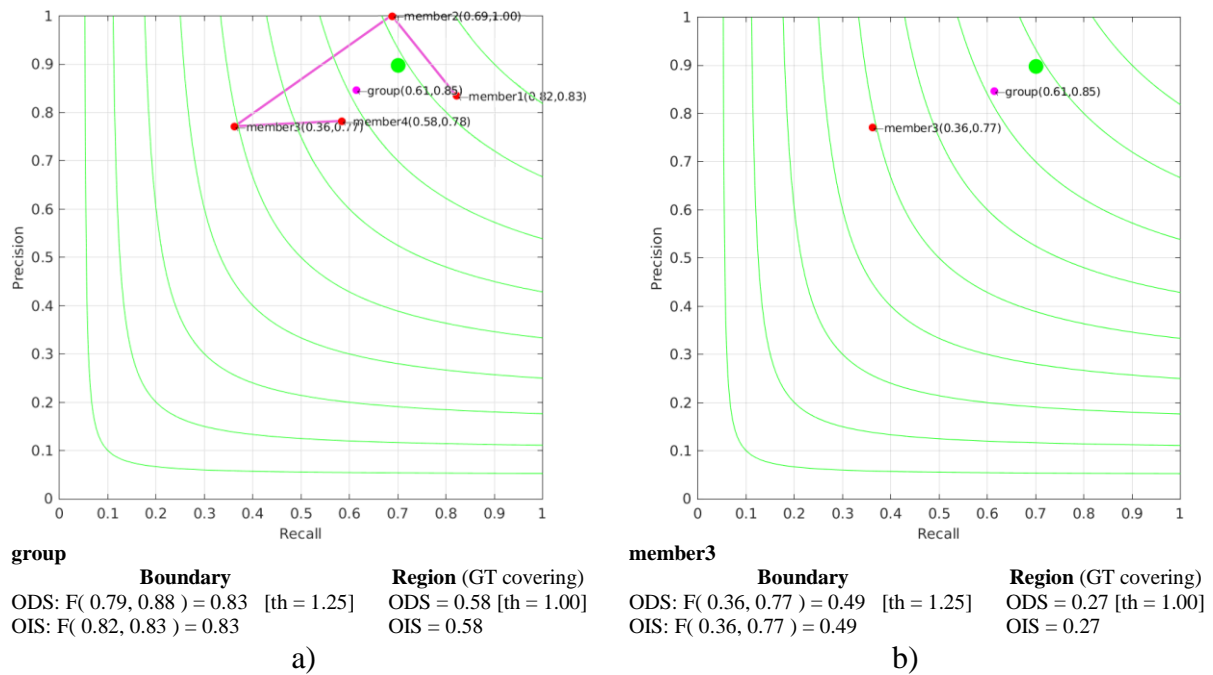 1
0.9
0.8
0.7
0.6
0.5
0.4
0.3
0.2
0.1
0
Precision
0 0.1 0.2 0.3 0.4 0.5 0.6 0.7 0.8 0.9 1
Recall
member2(0.69,1.00)
group(0.61,0.85)
member1(0.82,0.83)
member4(0.58,0.78)
member3(0.36,0.77)
group
Boundary Region (GT covering)
ODS: F( 0.79, 0.88 ) = 0.83 [th = 1.25] ODS = 0.58 [th = 1.00]
OIS: F( 0.82, 0.83 ) = 0.83 OIS = 0.58
a)
1
0.9
0.8
0.7
0.6
0.5
0.4
0.3
0.2
0.1
0
Precision
0 0.1 0.2 0.3 0.4 0.5 0.6 0.7 0.8 0.9 1
Recall
group(0.61,0.85)
member3(0.36,0.77)
member3
Boundary Region (GT covering)
ODS: F( 0.36, 0.77 ) = 0.49 [th = 1.25] ODS = 0.27 [th = 1.00]
OIS: F( 0.36, 0.77 ) = 0.49 OIS = 0.27
b)